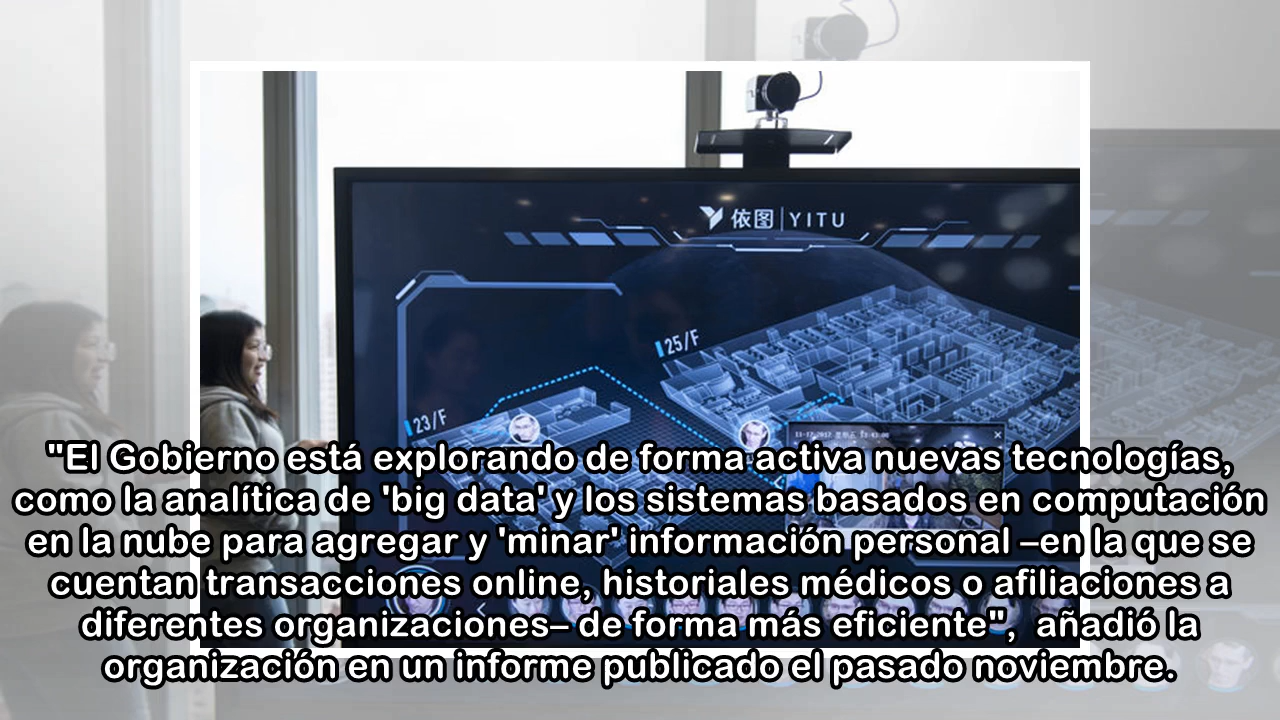 依图 | YITU
25/F
23/F
"El Gobierno está explorando de forma activa nuevas tecnologías,
como la analítica de 'big data' y los sistemas basados en computación
en la nube para agregar y 'minar' información personal –en la que se
cuentan transacciones online, historiales médicos o afiliaciones a
diferentes organizaciones– de forma más eficiente",  añadió la
organización en un informe publicado el pasado noviembre.